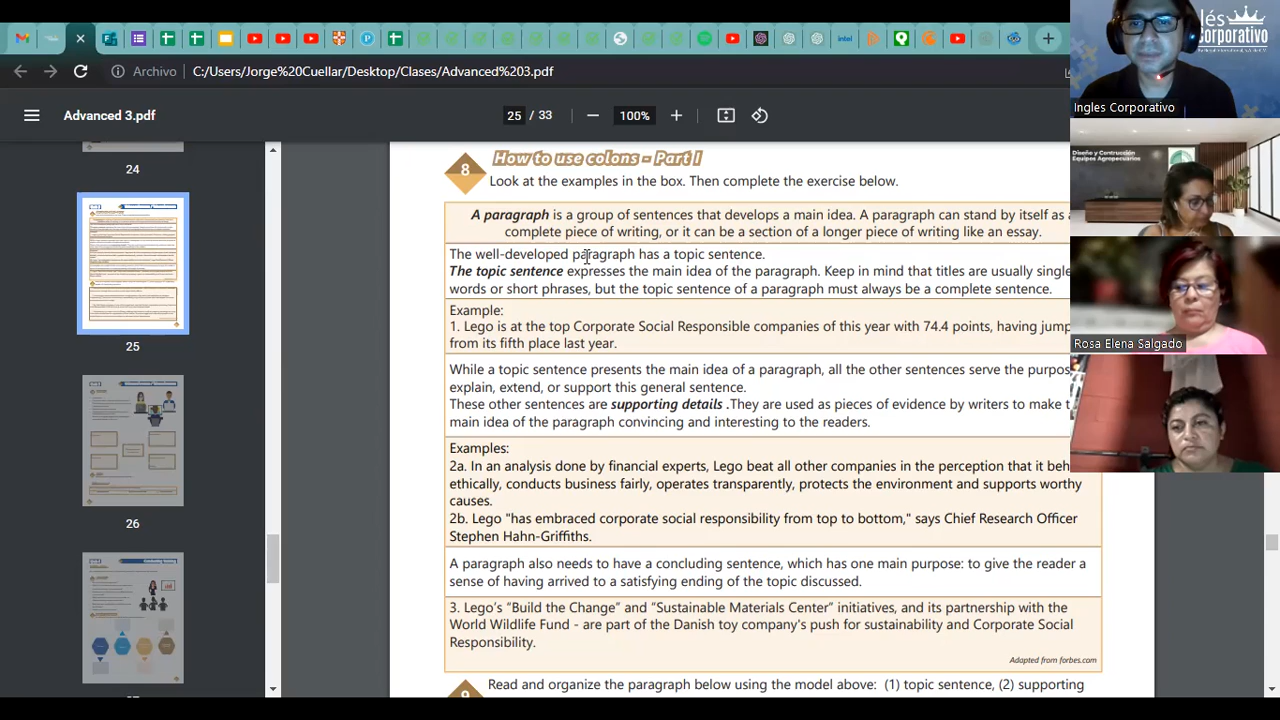 Archivo
C:/Users/Jorge%20Cuellar/Desktop/Clases/Advanced%203.pdf
Advanced 3.pdf
25 / 33
100%
Ingles Corporativo
lés
Corporativo
Diseño y Contrucción
Equipos Agropecuarios
Rosa Elena Salgado
intel
24
25
26
8
How to use colons - Part I
Look at the examples in the box. Then complete the exercise below.
A paragraph is a group of sentences that develops a main idea. A paragraph can stand by itself as a
complete piece of writing, or it can be a section of a longer piece of writing like an essay.
The well-developed paragraph has a topic sentence.
The topic sentence expresses the main idea of the paragraph. Keep in mind that titles are usually single
words or short phrases, but the topic sentence of a paragraph must always be a complete sentence.
Example:
1. Lego is at the top Corporate Social Responsible companies of this year with 74.4 points, having jump
from its fifth place last year.
While a topic sentence presents the main idea of a paragraph, all the other sentences serve the purpos
explain, extend, or support this general sentence.
These other sentences are supporting details .They are used as pieces of evidence by writers to make t
main idea of the paragraph convincing and interesting to the readers.
Examples:
2a. In an analysis done by financial experts, Lego beat all other companies in the perception that it beh
ethically, conducts business fairly, operates transparently, protects the environment and supports worthy
causes.
2b. Lego "has embraced corporate social responsibility from top to bottom," says Chief Research Officer
Stephen Hahn-Griffiths.
A paragraph also needs to have a concluding sentence, which has one main purpose: to give the reader a
sense of having arrived to a satisfying ending of the topic discussed.
3. Lego's "Build the Change" and "Sustainable Materials Center" initiatives, and its partnership with the
World Wildlife Fund - are part of the Danish toy company's push for sustainability and Corporate Social
Responsibility.
Adapted from forbes.com
9
Read and organize the paragraph below using the model above: (1) topic sentence, (2) supporting